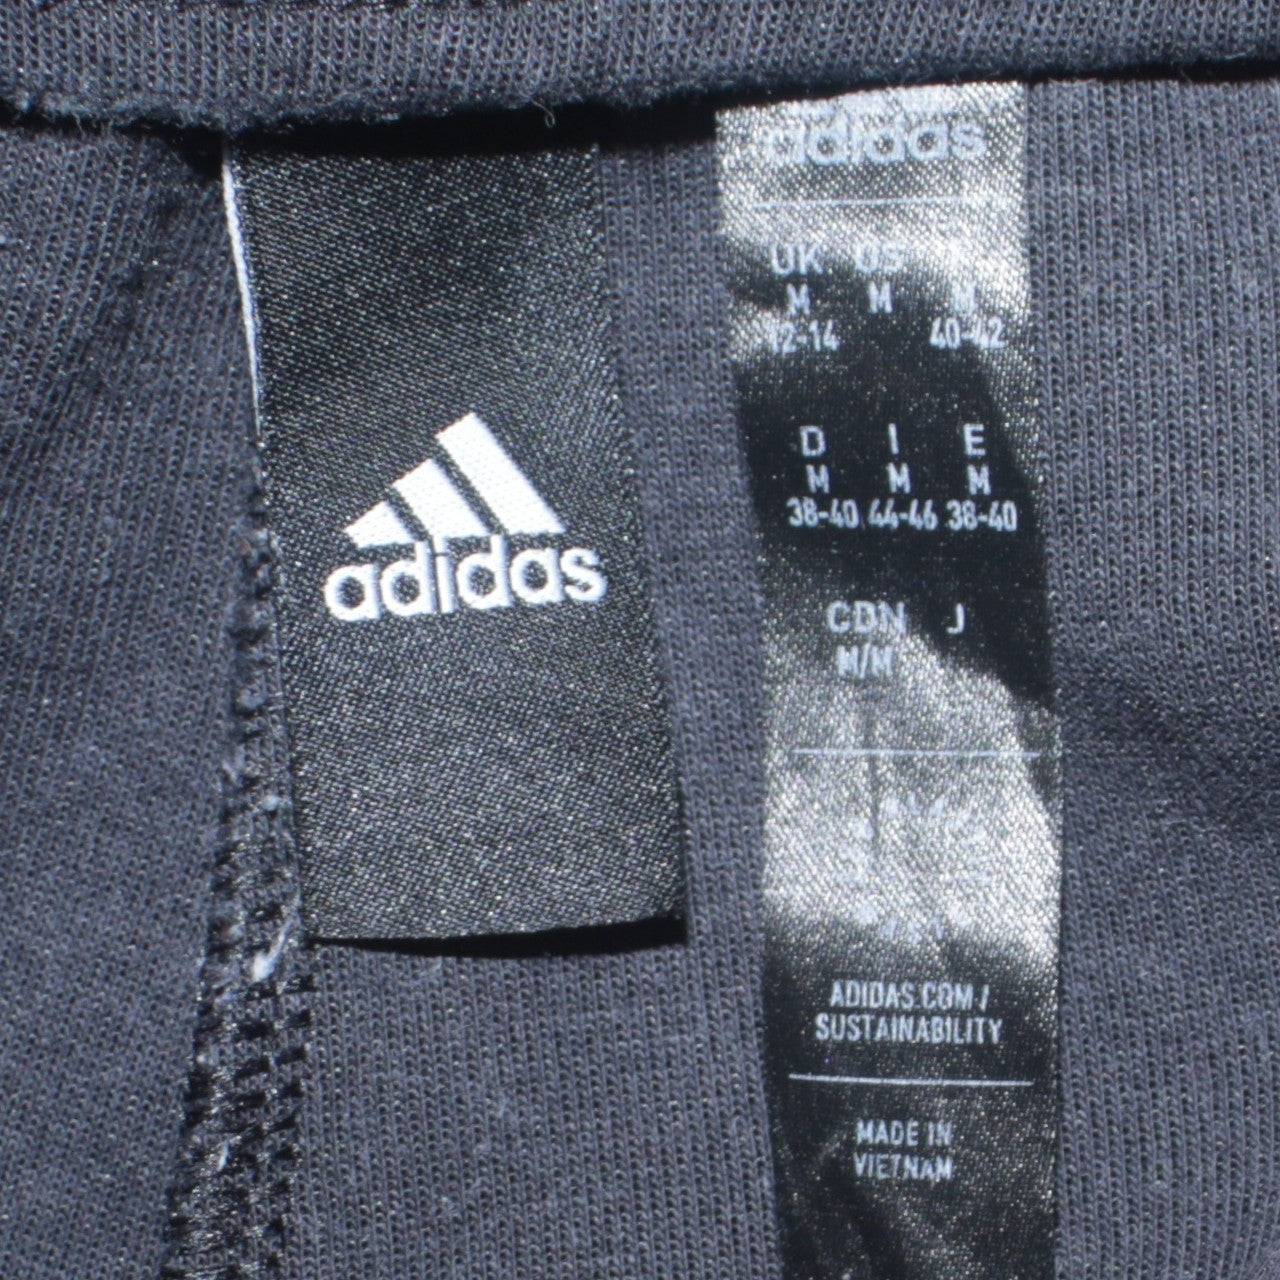 adidas
adidas
UK US
M M M
12-14 40-42
D I E
M M M
38-40 44-46 38-40
CDN J
M/M
ADIDAS.COM/
SUSTAINABILITY
MADE IN
VIETNAM